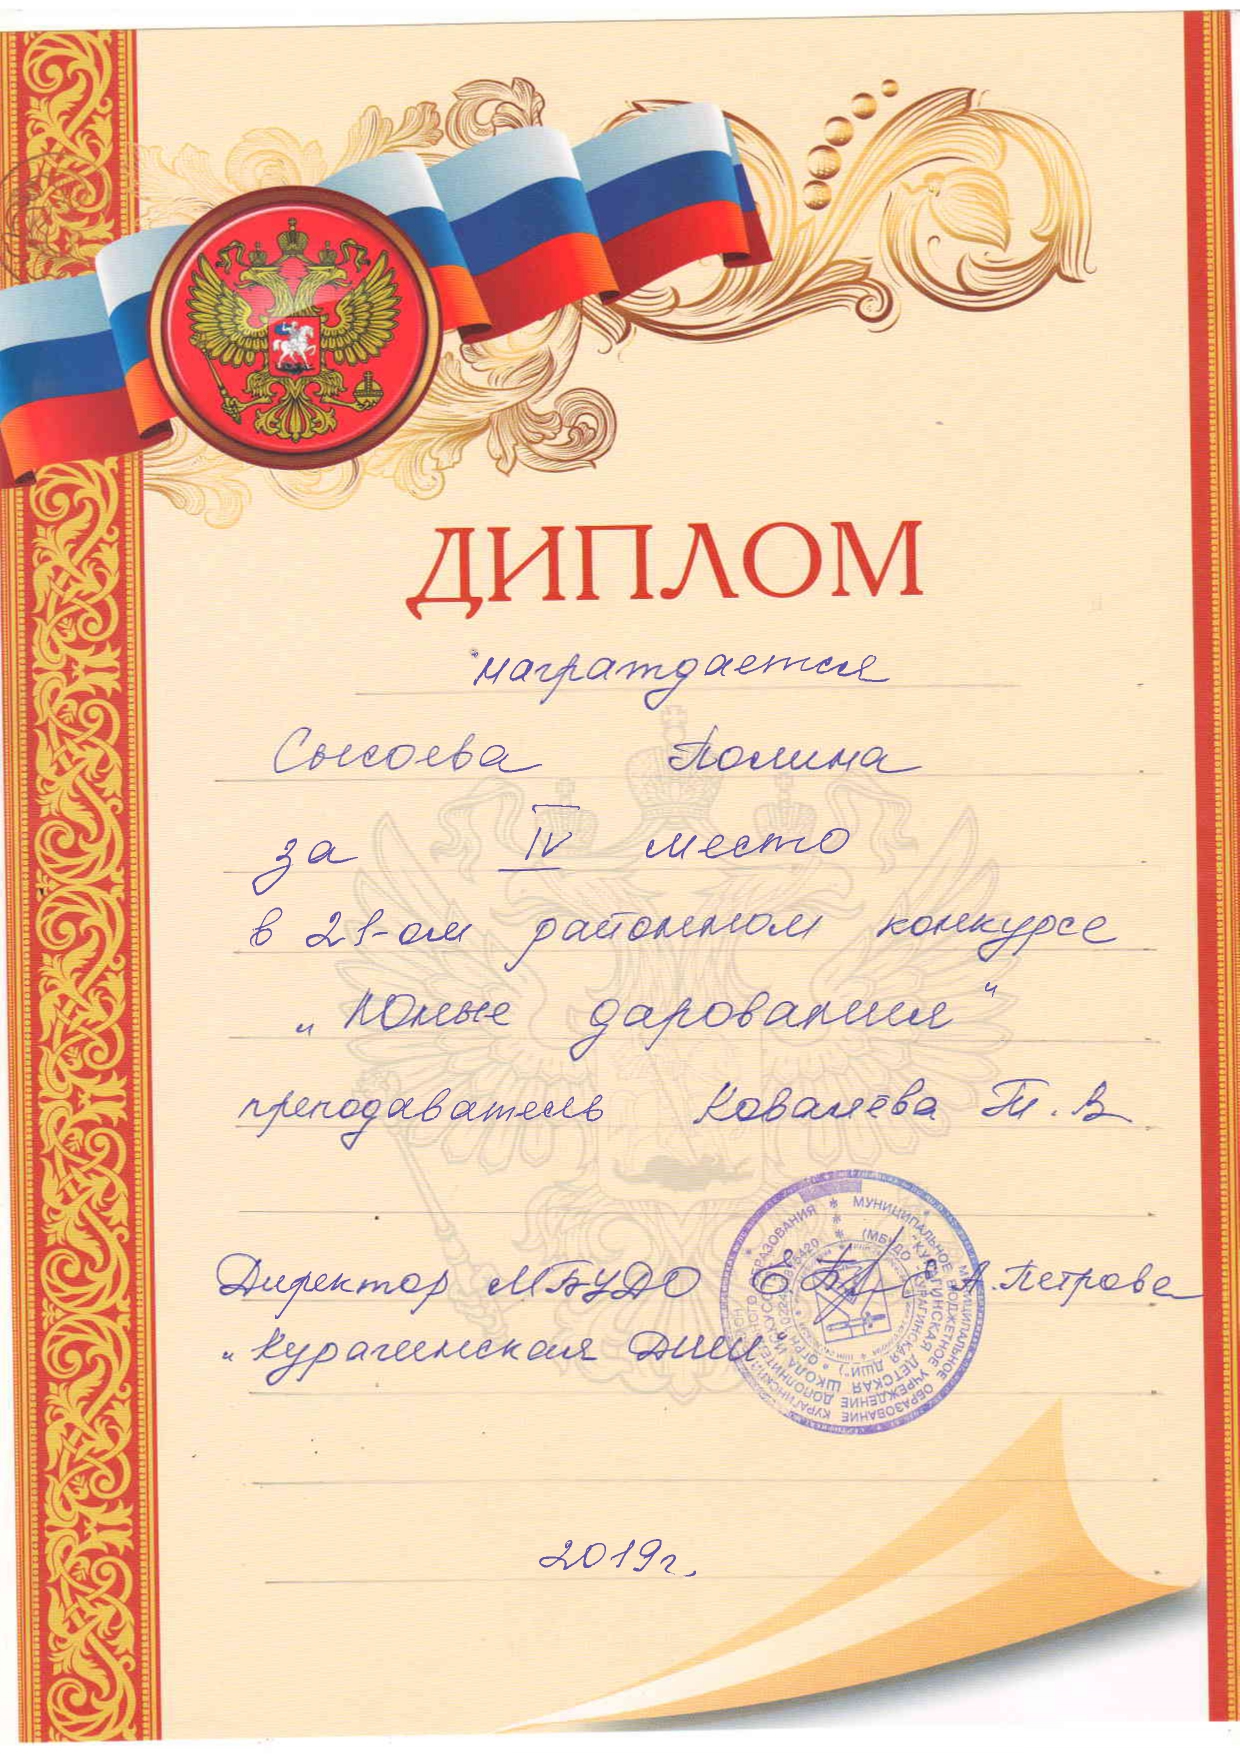 ДИПЛОМ
награждается
Сысоева Полина
за IV место
в 21-ом районном конкурсе
„Юные дарования“
преподаватель Ковалева Т. В
Директор МБУДО Е.А. Петрова
„Курагинская ДШИ“
МУНИЦИПАЛЬНОЕ БЮДЖЕТНОЕ УЧРЕЖДЕНИЕ ДОПОЛНИТЕЛЬНОГО ОБРАЗОВАНИЯ
"КУРАГИНСКАЯ ДЕТСКАЯ ШКОЛА ИСКУССТВ"
(МБУДО "КУРАГИНСКАЯ ДШИ")
2019г.